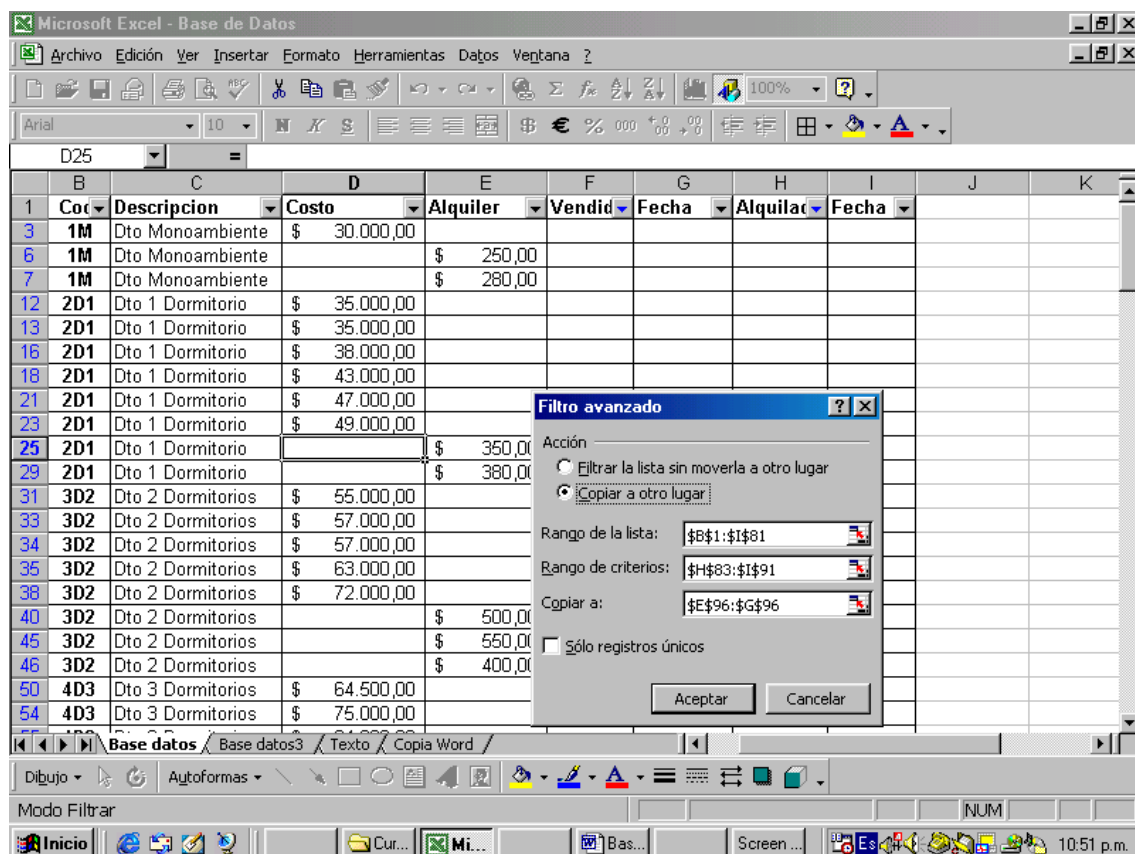 Microsoft Excel - Base de Datos
Archivo Edición Ver Insertar Formato Herramientas Datos Ventana ?
100%
Arial 10 N K S € % 000
D25 =
B C D E F G H I J K
1 Coc Descripcion Costo Alquiler Vendid Fecha Alquilac Fecha
3 1M Dto Monoambiente $ 30.000,00
6 1M Dto Monoambiente $ 250,00
7 1M Dto Monoambiente $ 280,00
12 2D1 Dto 1 Dormitorio $ 35.000,00
13 2D1 Dto 1 Dormitorio $ 35.000,00
16 2D1 Dto 1 Dormitorio $ 38.000,00
18 2D1 Dto 1 Dormitorio $ 43.000,00
21 2D1 Dto 1 Dormitorio $ 47.000,00
23 2D1 Dto 1 Dormitorio $ 49.000,00
25 2D1 Dto 1 Dormitorio $ 350,00
29 2D1 Dto 1 Dormitorio $ 380,00
31 3D2 Dto 2 Dormitorios $ 55.000,00
33 3D2 Dto 2 Dormitorios $ 57.000,00
34 3D2 Dto 2 Dormitorios $ 57.000,00
35 3D2 Dto 2 Dormitorios $ 63.000,00
38 3D2 Dto 2 Dormitorios $ 72.000,00
40 3D2 Dto 2 Dormitorios $ 500,00
45 3D2 Dto 2 Dormitorios $ 550,00
46 3D2 Dto 2 Dormitorios $ 400,00
50 4D3 Dto 3 Dormitorios $ 64.500,00
54 4D3 Dto 3 Dormitorios $ 75.000,00
Filtro avanzado
Acción
Filtrar la lista sin moverla a otro lugar
Copiar a otro lugar
Rango de la lista: $B$1:$I$81
Rango de criterios: $H$83:$I$91
Copiar a: $E$96:$G$96
Sólo registros únicos
Aceptar Cancelar
Base datos Base datos3 Texto Copia Word
Dibujo Autoformas
Modo Filtrar NUM
Inicio Cur... Mi... Bas... Screen ... Es 10:51 p.m.